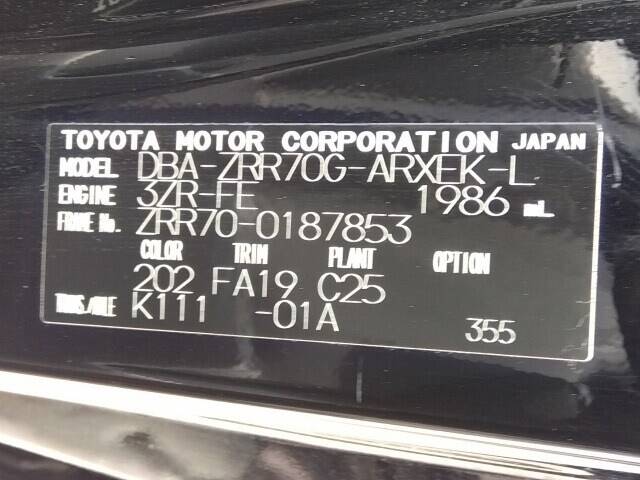 TOYOTA MOTOR CORPORATION JAPAN
MODEL DBA-ZRR70G-ARXEK-L
ENGINE 3ZR-FE 1986 mL
FRAME No. ZRR70-0187853
COLOR TRIM PLANT OPTION
202 FA19 C25
TRANS/AXLE K111 -01A 355